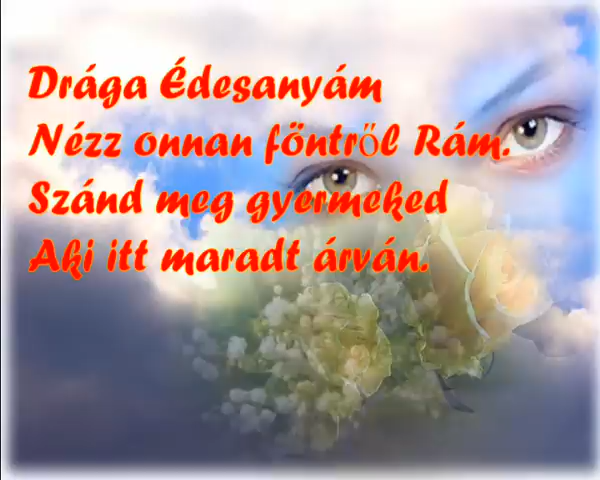 Drága Édesanyám
Nézz onnan föntről Rám.
Szánd meg gyermeked
Aki itt maradt árván.